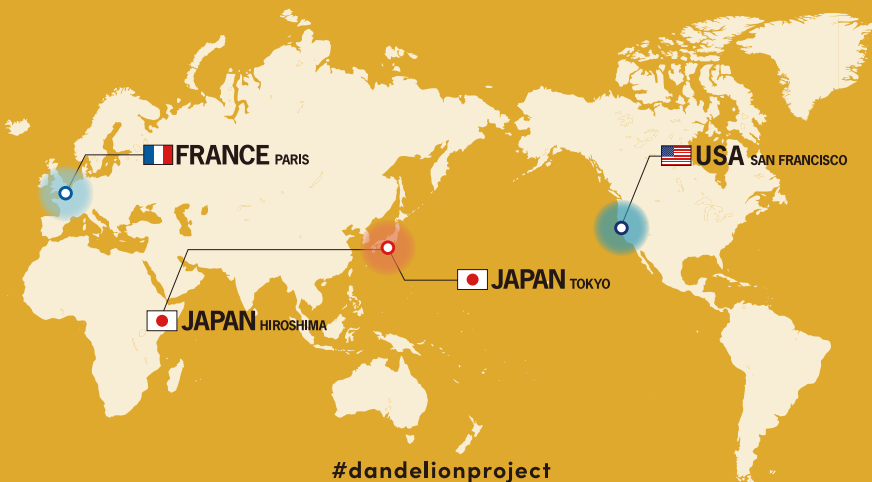 FRANCE PARIS
USA SAN FRANCISCO
JAPAN TOKYO
JAPAN HIROSHIMA
#dandelionproject